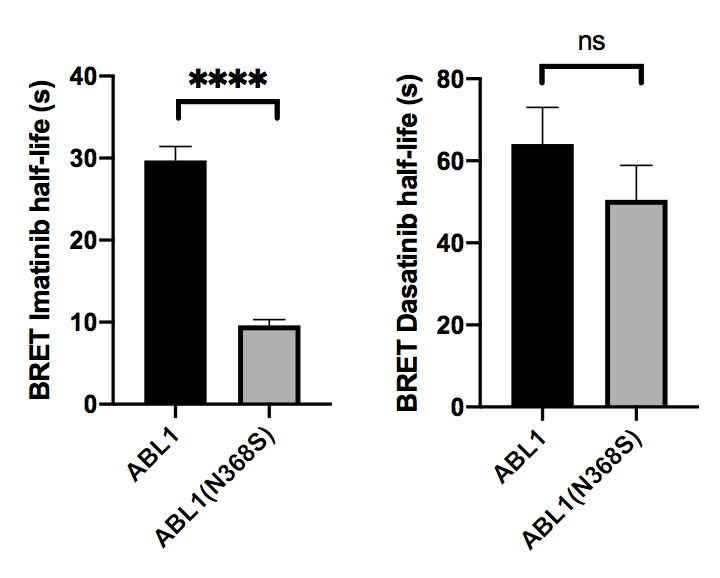 ****
40
30
20
10
0
BRET Imatinib half-life (s)
ABL1
ABL1(N368S)
ns
80
60
40
20
0
BRET Dasatinib half-life (s)
ABL1
ABL1(N368S)